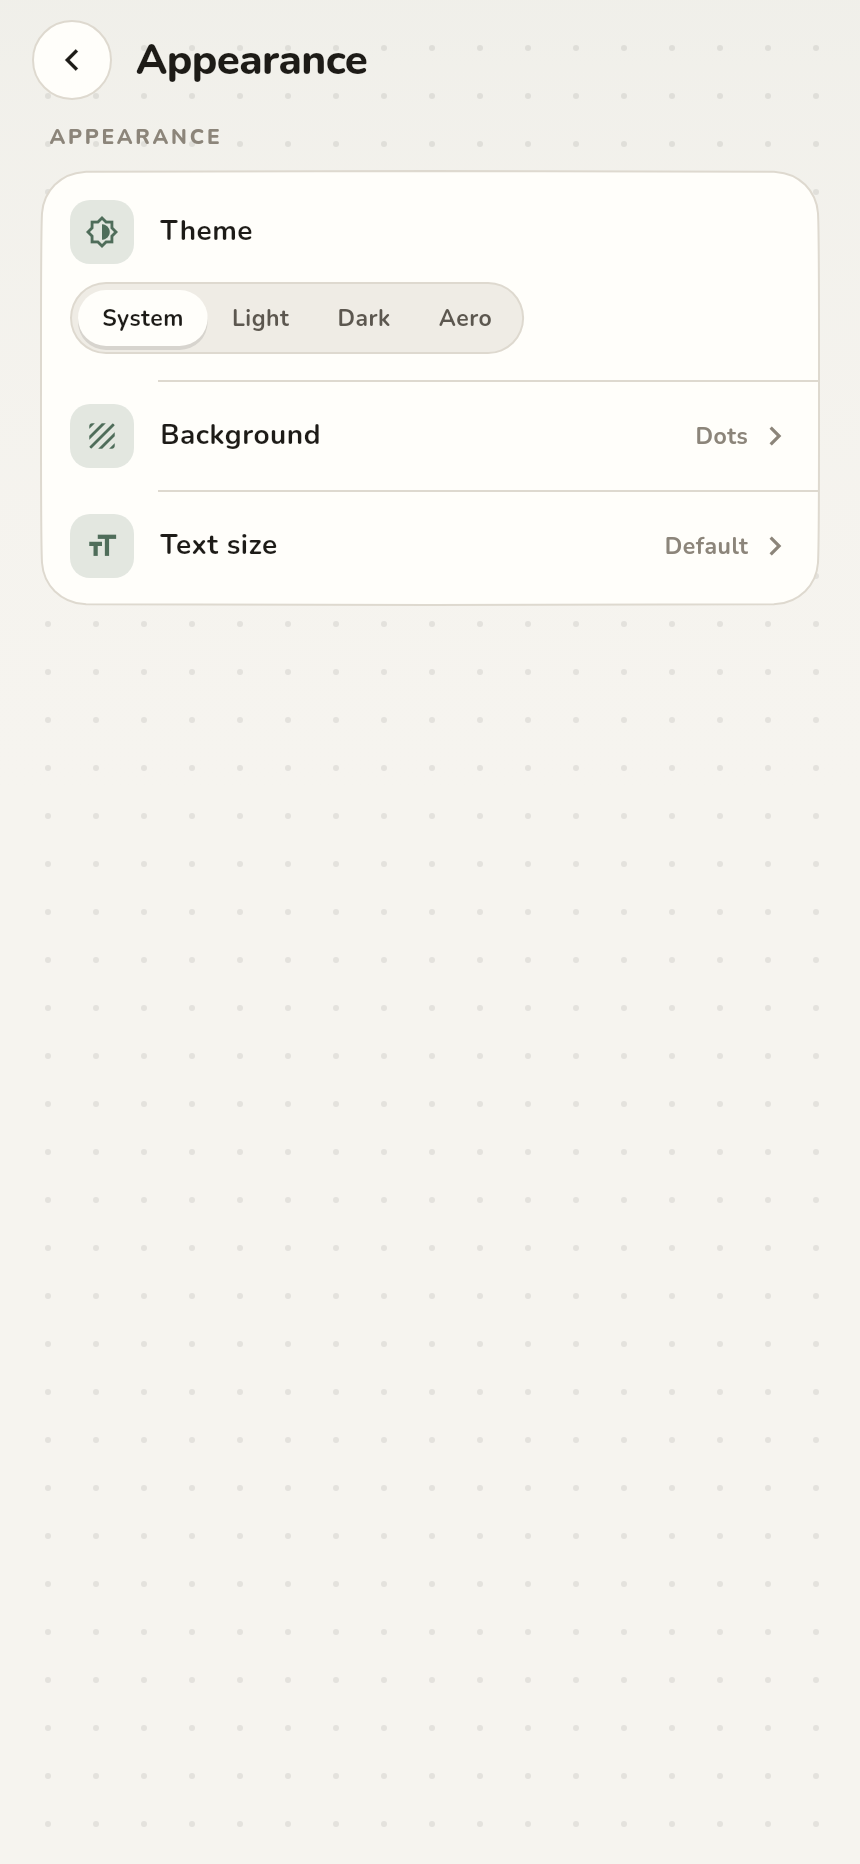 Appearance
APPEARANCE
Theme
System Light Dark Aero
Background Dots
Text size Default